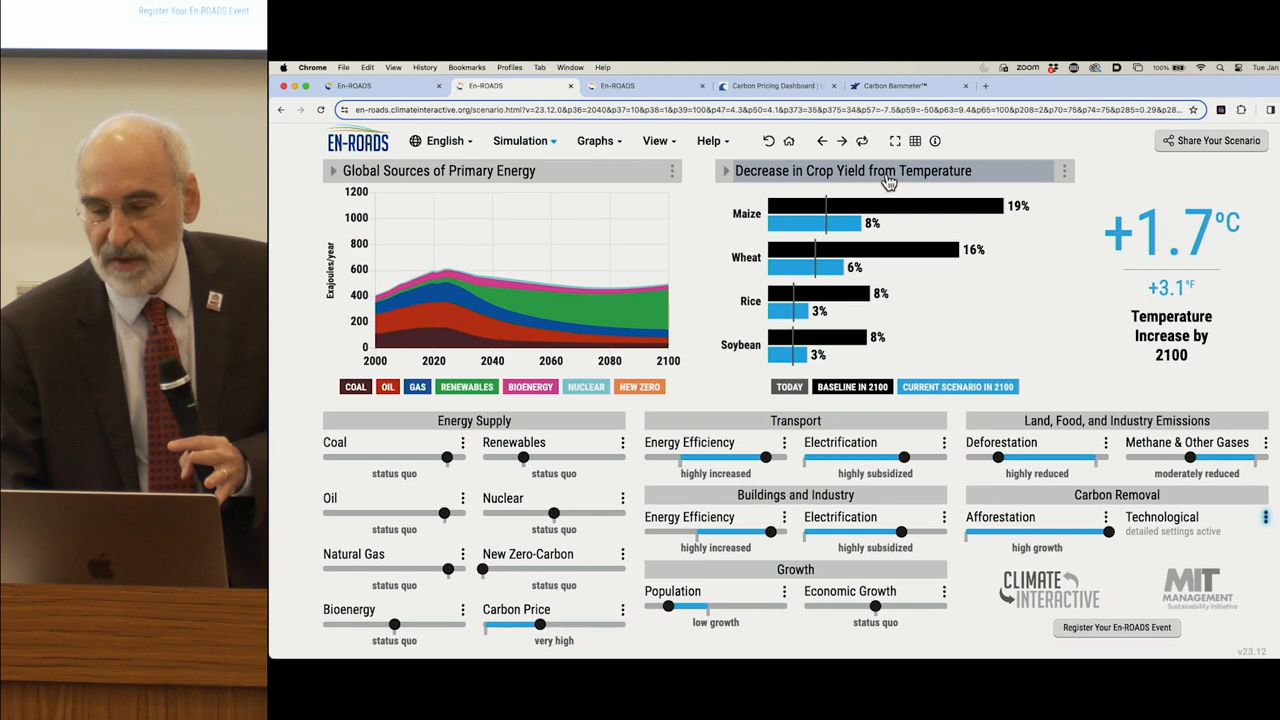 Register Your En-ROADS Event
Chrome File Edit View History Bookmarks Profiles Tab Window Help
zoom 100% Tue Jan
En-ROADS × En-ROADS × En-ROADS × Carbon Pricing Dashboard | × Carbon Barometer™ × +
en-roads.climateinteractive.org/scenario.html?v=23.12.0&p36=2040&p37=10&p38=1&p39=100&p47=4.3&p50=4.1&p373=35&p375=34&p57=-7.5&p59=-50&p63=9.4&p65=100&p208=2&p70=75&p74=75&p285=0.29&p28...
EN-ROADS
English Simulation Graphs View Help
Share Your Scenario
Global Sources of Primary Energy
Exajoules/year
1200
1000
800
600
400
200
0
2000 2020 2040 2060 2080 2100
COAL OIL GAS RENEWABLES BIOENERGY NUCLEAR NEW ZERO
Decrease in Crop Yield from Temperature
Maize 19%
8%
Wheat 16%
6%
Rice 8%
3%
Soybean 8%
3%
TODAY BASELINE IN 2100 CURRENT SCENARIO IN 2100
+1.7°C
+3.1°F
Temperature
Increase by
2100
Energy Supply
Coal
status quo
Renewables
status quo
Oil
status quo
Nuclear
status quo
Natural Gas
status quo
New Zero-Carbon
status quo
Bioenergy
status quo
Carbon Price
very high
Transport
Energy Efficiency
highly increased
Electrification
highly subsidized
Buildings and Industry
Energy Efficiency
highly increased
Electrification
highly subsidized
Growth
Population
low growth
Economic Growth
status quo
Land, Food, and Industry Emissions
Deforestation
highly reduced
Methane & Other Gases
moderately reduced
Carbon Removal
Afforestation
high growth
Technological
detailed settings active
CLIMATE
INTERACTIVE
MIT
MANAGEMENT
Sustainability Initiative
Register Your En-ROADS Event
v23.12